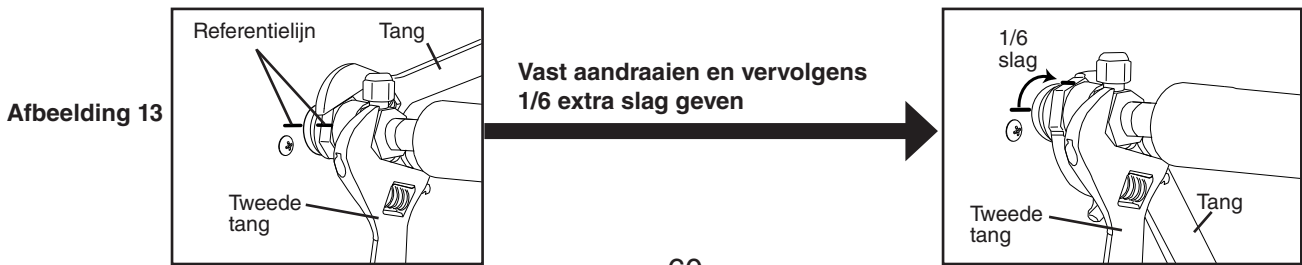 Afbeelding 13
Referentielijn
Tang
Tweede
tang
Vast aandraaien en vervolgens
1/6 extra slag geven
1/6
slag
Tweede
tang
Tang